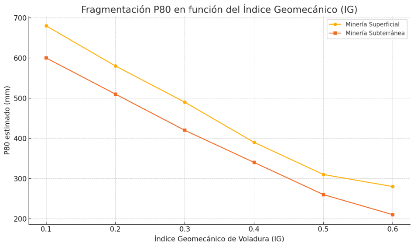 Fragmentación P80 en función del Índice Geomecánico (IG)
Minería Superficial
Minería Subterránea
P80 estimado (mm)
700
600
500
400
300
200
0.1 0.2 0.3 0.4 0.5 0.6
Índice Geomecánico de Voladura (IG)